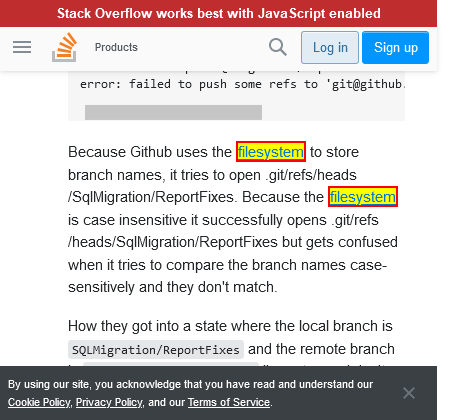 Stack Overflow works best with JavaScript enabled
Products
Log in
Sign up
error: failed to push some refs to 'git@github.
Because Github uses the filesystem to store
branch names, it tries to open .git/refs/heads
/SqlMigration/ReportFixes. Because the filesystem
is case insensitive it successfully opens .git/refs
/heads/SqlMigration/ReportFixes but gets confused
when it tries to compare the branch names case-
sensitively and they don't match.
How they got into a state where the local branch is
SQLMigration/ReportFixes and the remote branch
By using our site, you acknowledge that you have read and understand our
Cookie Policy, Privacy Policy, and our Terms of Service.